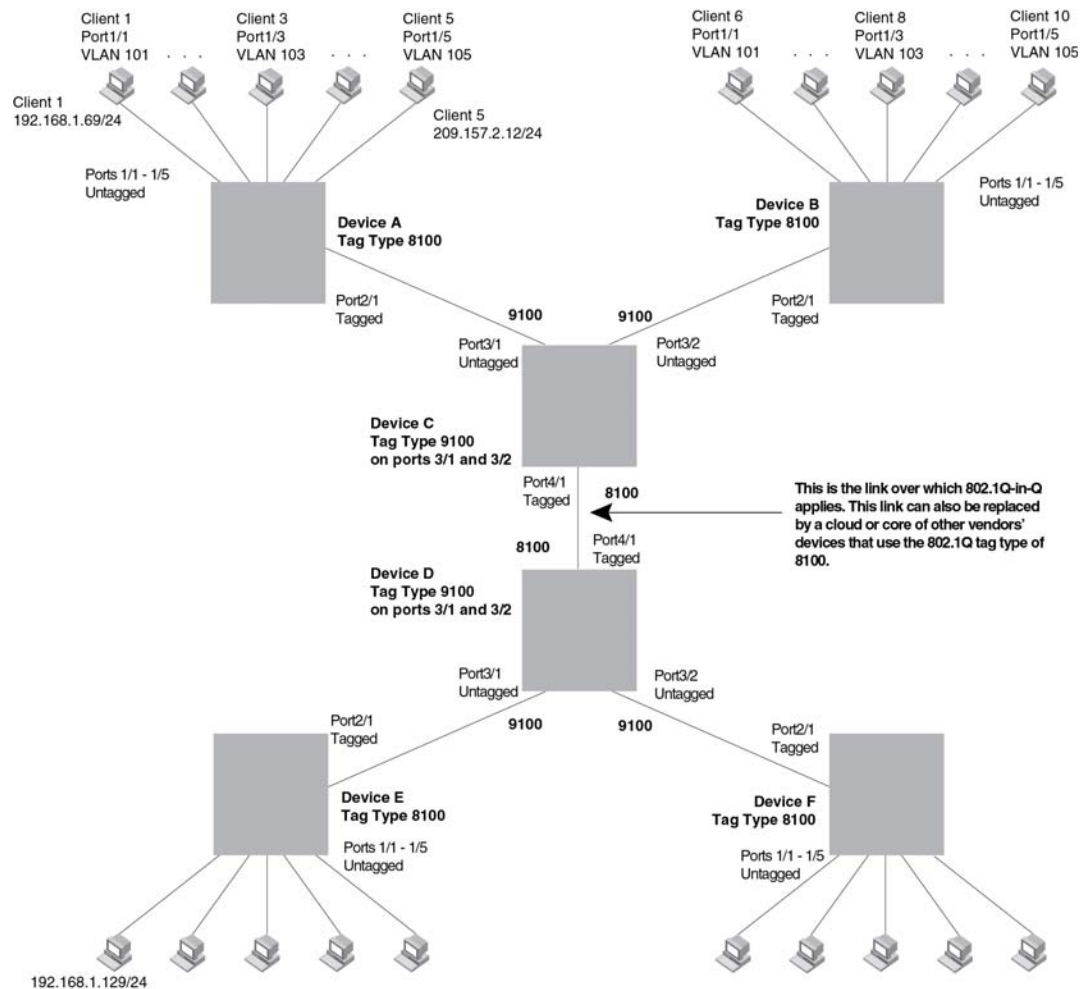 Client 1
Port1/1
VLAN 101
. . .
Client 3
Port1/3
VLAN 103
. . .
Client 5
Port1/5
VLAN 105
Client 6
Port1/1
VLAN 101
. . .
Client 8
Port1/3
VLAN 103
. . .
Client 10
Port1/5
VLAN 105
Client 1
192.168.1.69/24
Client 5
209.157.2.12/24
Ports 1/1 - 1/5
Untagged
Ports 1/1 - 1/5
Untagged
Device A
Tag Type 8100
Device B
Tag Type 8100
Port2/1
Tagged
Port2/1
Tagged
9100
9100
Port3/1
Untagged
Port3/2
Untagged
Device C
Tag Type 9100
on ports 3/1 and 3/2
Port4/1
Tagged
8100
This is the link over which 802.1Q-in-Q
applies. This link can also be replaced
by a cloud or core of other vendors'
devices that use the 802.1Q tag type of
8100.
8100
Port4/1
Tagged
Device D
Tag Type 9100
on ports 3/1 and 3/2
Port3/1
Untagged
Port3/2
Untagged
9100
9100
Port2/1
Tagged
Port2/1
Tagged
Device E
Tag Type 8100
Device F
Tag Type 8100
Ports 1/1 - 1/5
Untagged
Ports 1/1 - 1/5
Untagged
192.168.1.129/24